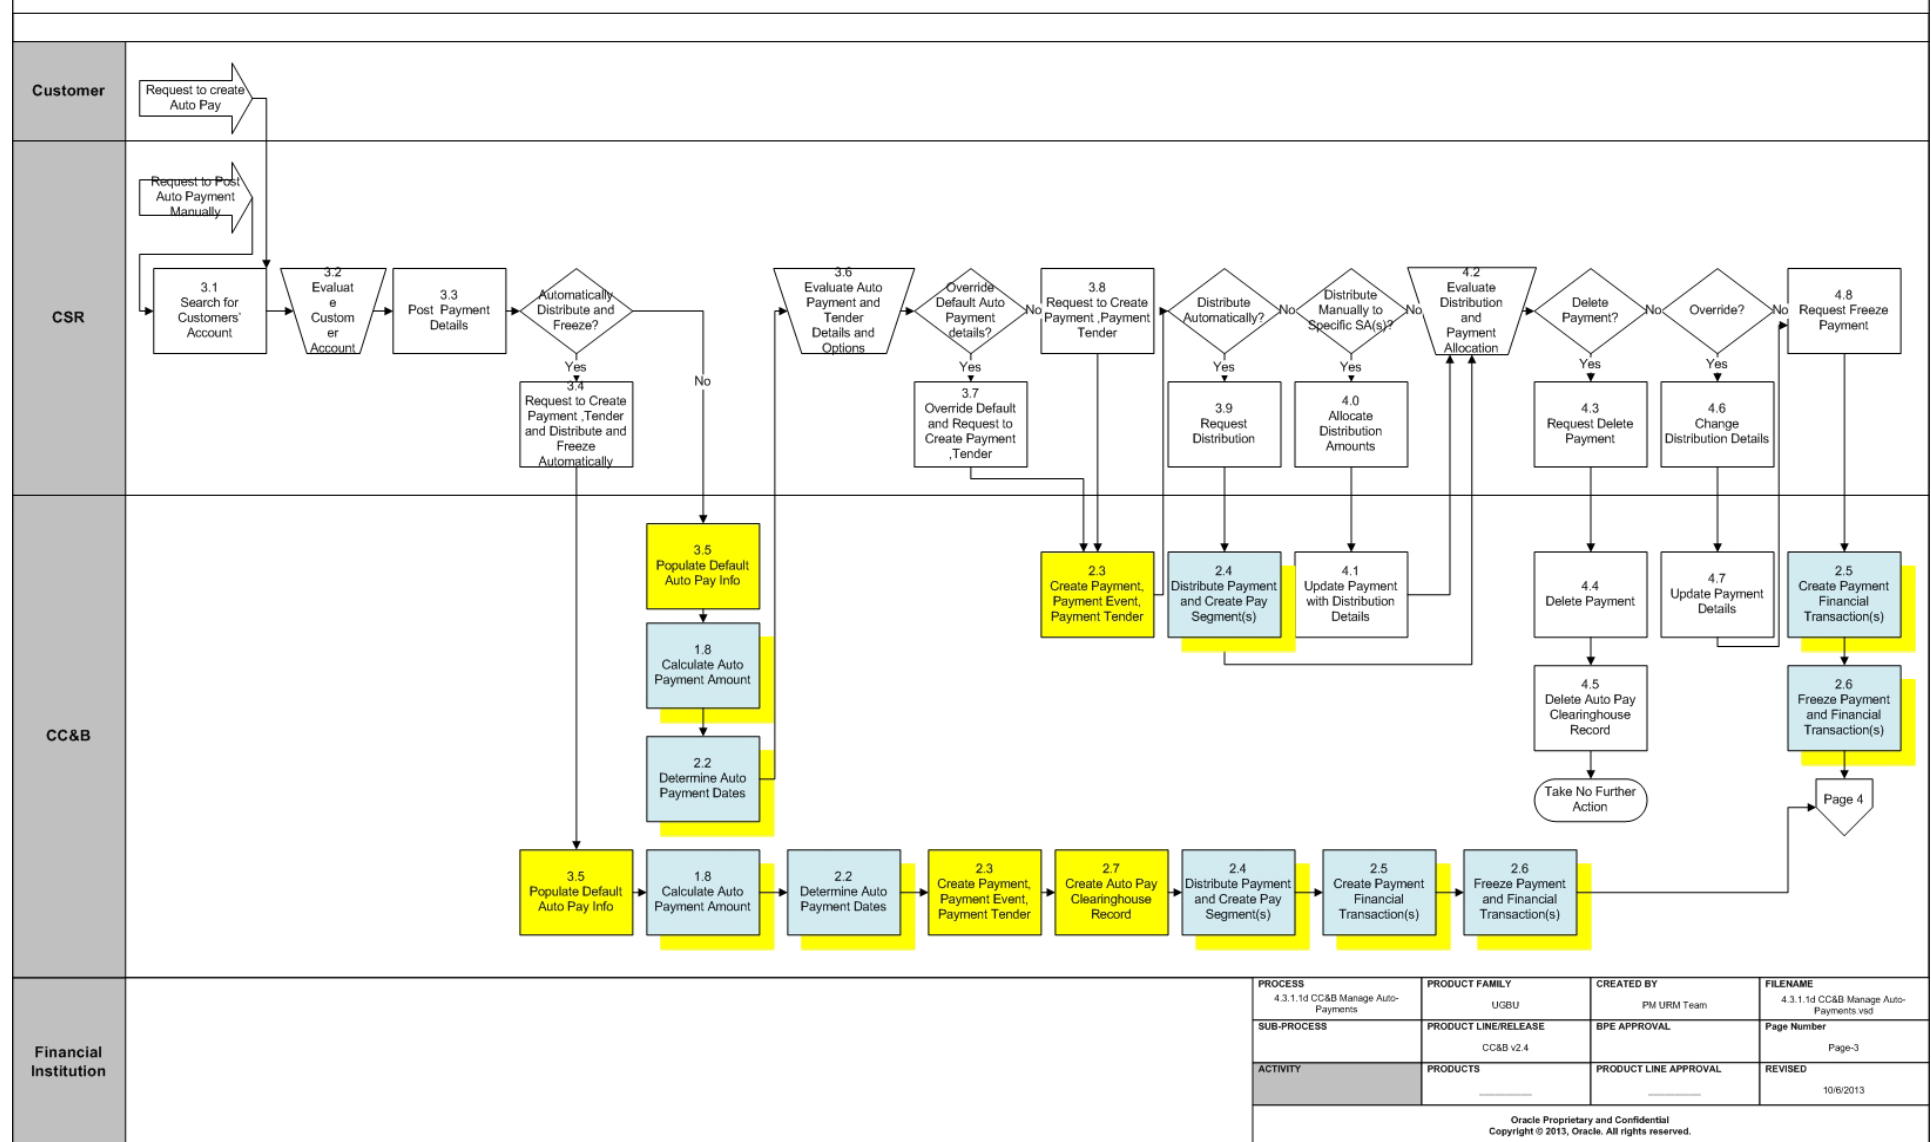 Customer
Request to create
Auto Pay
CSR
Request to Post
Auto Payment
Manually
3.1
Search for
Customers'
Account
3.2
Evaluat
e
Custom
er
Account
3.3
Post Payment
Details
Automatically
Distribute and
Freeze?
Yes
No
3.4
Request to Create
Payment ,Tender
and Distribute and
Freeze
Automatically
3.6
Evaluate Auto
Payment and
Tender
Details and
Options
Override
Default Auto
Payment
details?
No
Yes
3.7
Override Default
and Request to
Create Payment
,Tender
3.8
Request to Create
Payment ,Payment
Tender
Distribute
Automatically?
No
Yes
3.9
Request
Distribution
Distribute
Manually to
Specific SA(s)?
No
Yes
4.0
Allocate
Distribution
Amounts
4.2
Evaluate
Distribution
and
Payment
Allocation
Delete
Payment?
No
Yes
4.3
Request Delete
Payment
Override?
No
Yes
4.6
Change
Distribution Details
4.8
Request Freeze
Payment
CC&B
3.5
Populate Default
Auto Pay Info
1.8
Calculate Auto
Payment Amount
2.2
Determine Auto
Payment Dates
2.3
Create Payment,
Payment Event,
Payment Tender
2.4
Distribute Payment
and Create Pay
Segment(s)
4.1
Update Payment
with Distribution
Details
4.4
Delete Payment
4.5
Delete Auto Pay
Clearinghouse
Record
Take No Further
Action
4.7
Update Payment
Details
2.5
Create Payment
Financial
Transaction(s)
2.6
Freeze Payment
and Financial
Transaction(s)
Page 4
3.5
Populate Default
Auto Pay Info
1.8
Calculate Auto
Payment Amount
2.2
Determine Auto
Payment Dates
2.3
Create Payment,
Payment Event,
Payment Tender
2.7
Create Auto Pay
Clearinghouse
Record
2.4
Distribute Payment
and Create Pay
Segment(s)
2.5
Create Payment
Financial
Transaction(s)
2.6
Freeze Payment
and Financial
Transaction(s)
Financial
Institution
PROCESS
4.3.1.1d CC&B Manage Auto-
Payments
PRODUCT FAMILY
UGBU
CREATED BY
PM URM Team
FILENAME
4.3.1.1d CC&B Manage Auto-
Payments.vsd
SUB-PROCESS
PRODUCT LINE/RELEASE
CC&B v2.4
BPE APPROVAL
Page Number
Page-3
ACTIVITY
PRODUCTS
PRODUCT LINE APPROVAL
REVISED
10/6/2013
Oracle Proprietary and Confidential
Copyright © 2013, Oracle. All rights reserved.